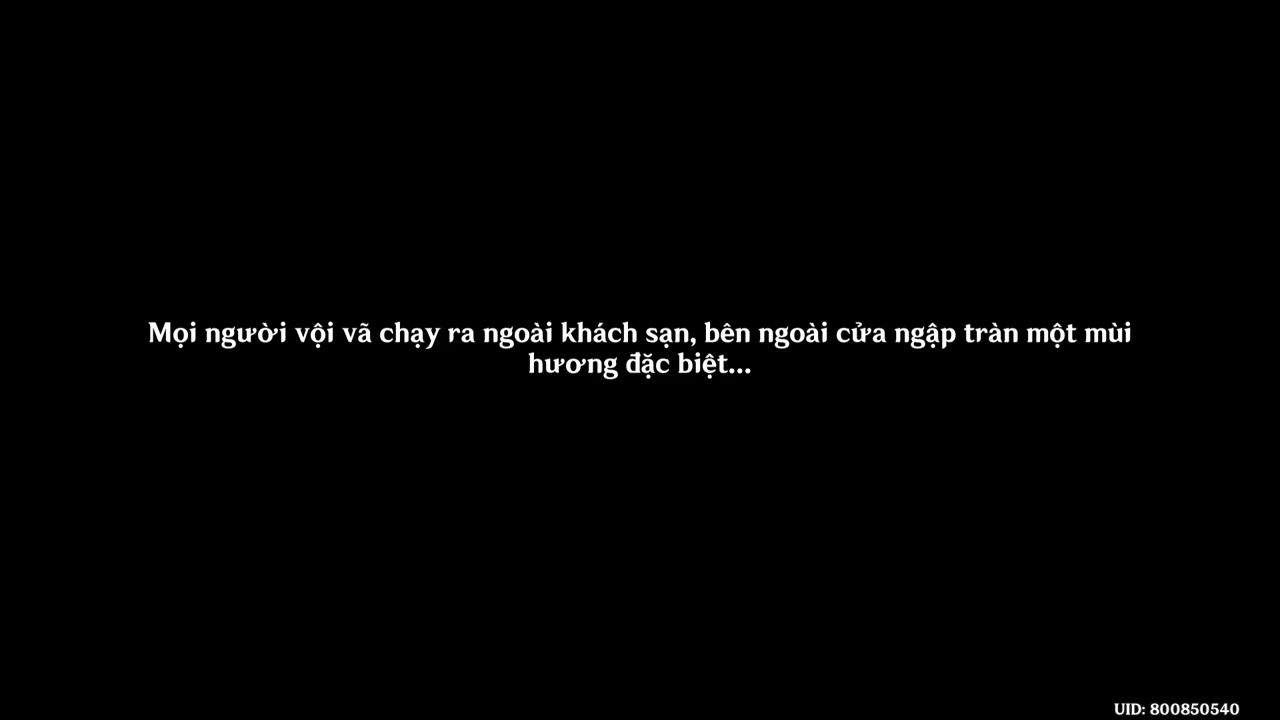 Mọi người vội vã chạy ra ngoài khách sạn, bên ngoài cửa ngập tràn một mùi
hương đặc biệt...
UID: 800850540